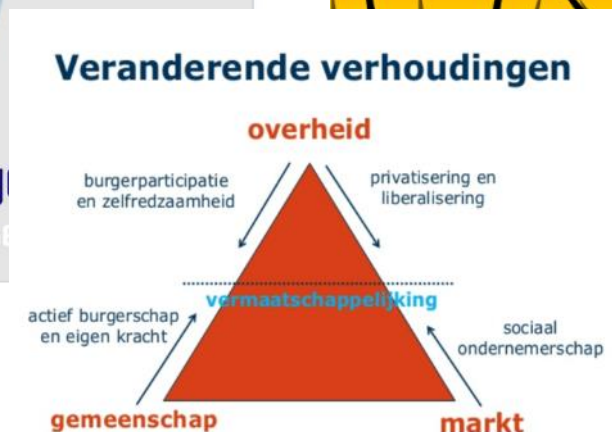 Veranderende verhoudingen
overheid
burgerparticipatie
en zelfredzaamheid
privatisering en
liberalisering
vermaatschappelijking
actief burgerschap
en eigen kracht
sociaal
ondernemerschap
gemeenschap
markt